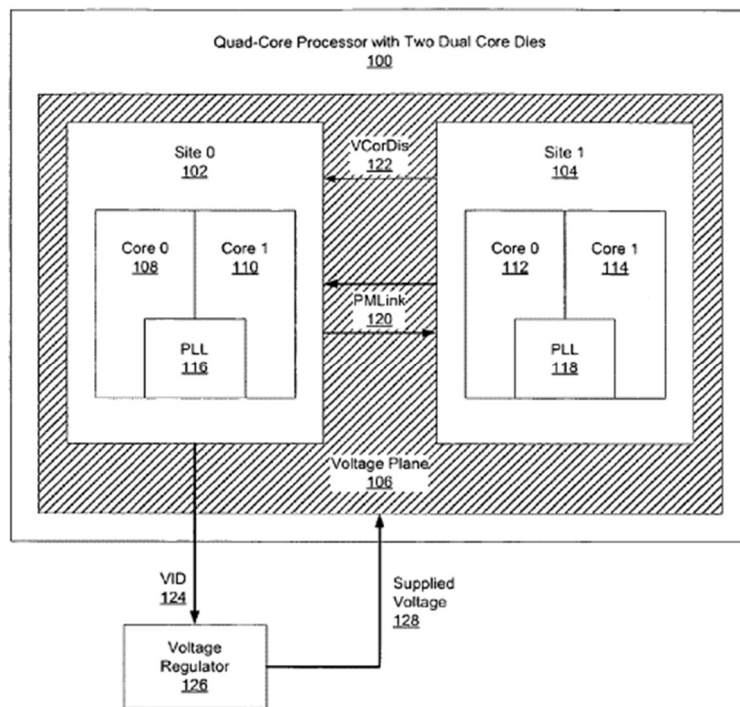 Quad-Core Processor with Two Dual Core Dies
100
Site 0
102
VCorDis
122
Site 1
104
Core 0
108
Core 1
110
Core 0
112
Core 1
114
PMLink
120
PLL
116
PLL
118
Voltage Plane
106
VID
124
Supplied
Voltage
128
Voltage
Regulator
126